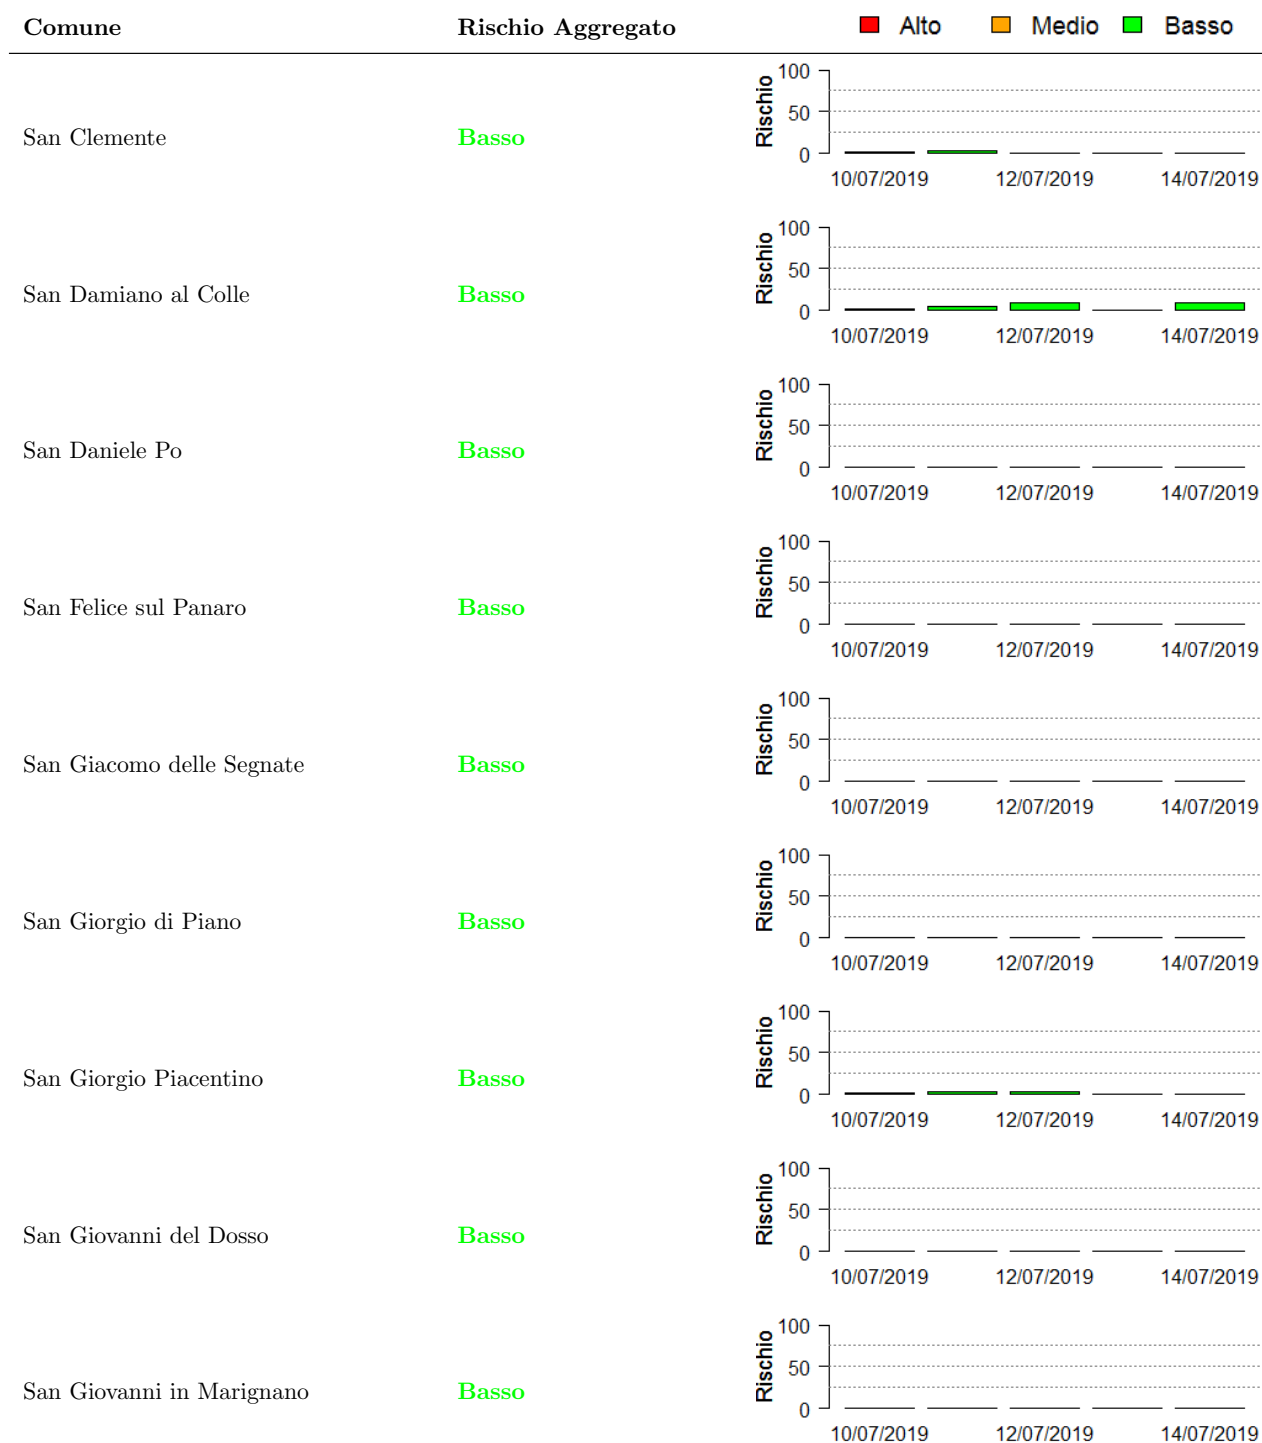 Comune Rischio Aggregato Alto Medio Basso
100
50
0
Rischio
San Clemente Basso
10/07/2019 12/07/2019 14/07/2019
100
50
0
Rischio
San Damiano al Colle Basso
10/07/2019 12/07/2019 14/07/2019
100
50
0
Rischio
San Daniele Po Basso
10/07/2019 12/07/2019 14/07/2019
100
50
0
Rischio
San Felice sul Panaro Basso
10/07/2019 12/07/2019 14/07/2019
100
50
0
Rischio
San Giacomo delle Segnate Basso
10/07/2019 12/07/2019 14/07/2019
100
50
0
Rischio
San Giorgio di Piano Basso
10/07/2019 12/07/2019 14/07/2019
100
50
0
Rischio
San Giorgio Piacentino Basso
10/07/2019 12/07/2019 14/07/2019
100
50
0
Rischio
San Giovanni del Dosso Basso
10/07/2019 12/07/2019 14/07/2019
100
50
0
Rischio
San Giovanni in Marignano Basso
10/07/2019 12/07/2019 14/07/2019